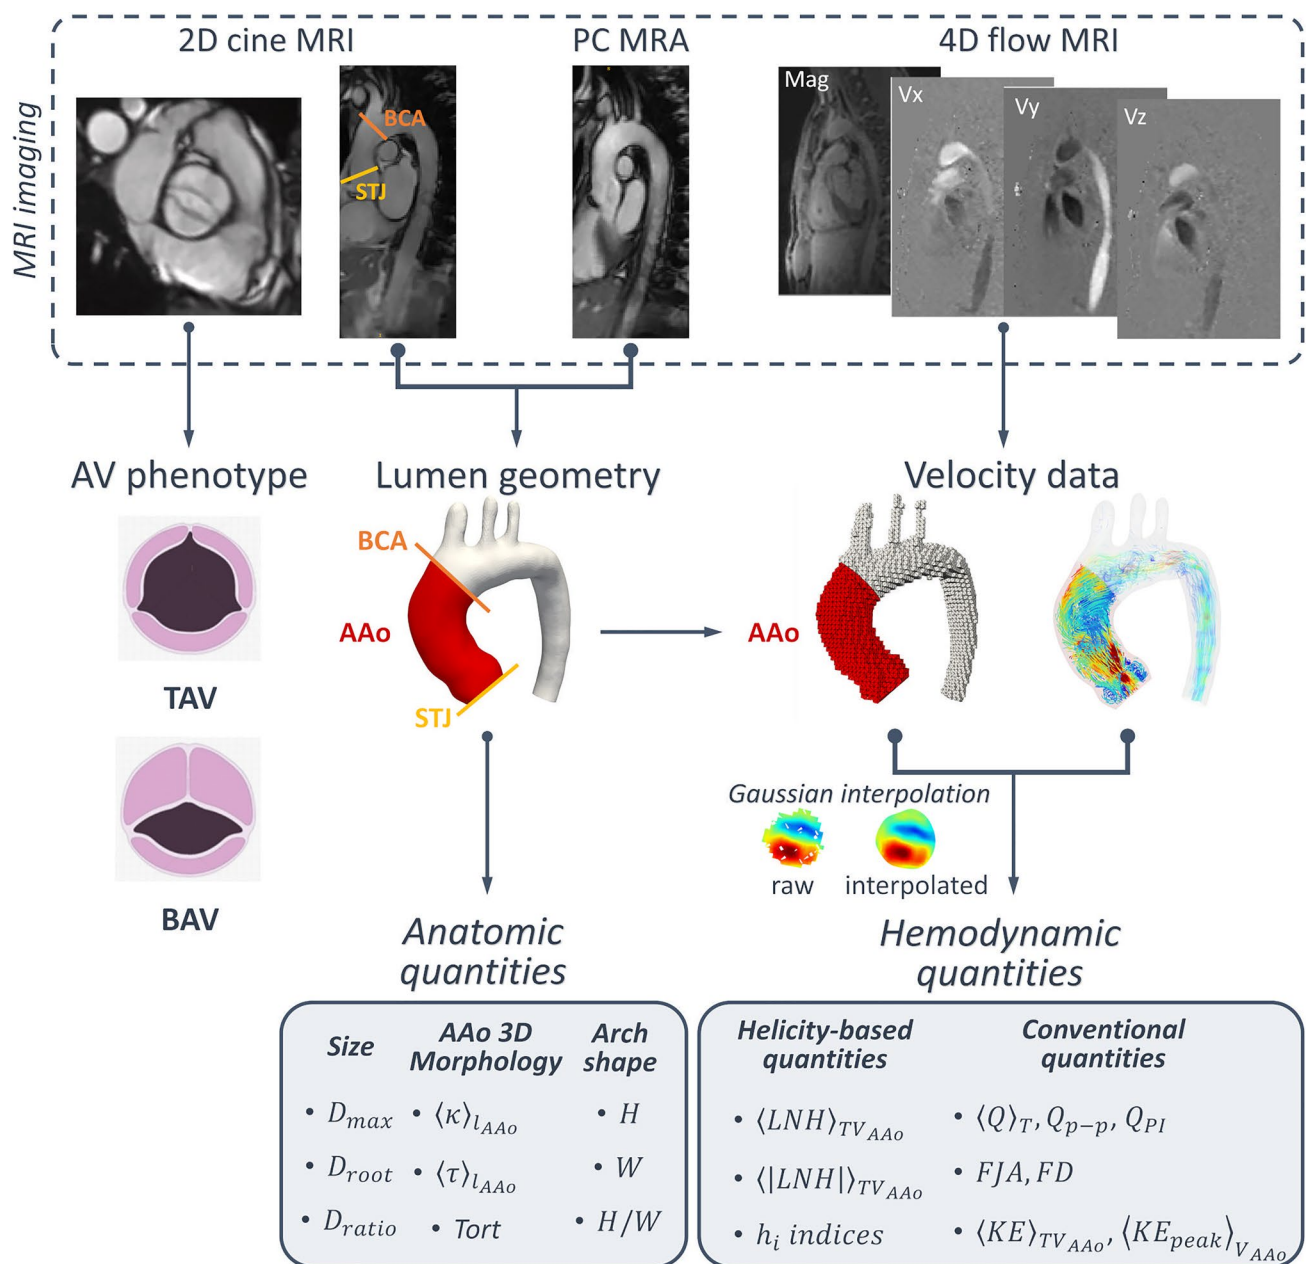 MRI imaging
2D cine MRI
PC MRA
4D flow MRI
BCA
STJ
Mag
Vx
Vy
Vz
AV phenotype
Lumen geometry
Velocity data
TAV
BAV
BCA
AAo
STJ
AAo
Gaussian interpolation
raw
interpolated
Anatomic
quantities
Size
AAo 3D
Morphology
Arch
shape
• D_max
• ⟨κ⟩_{l_AAo}
• H
• D_root
• ⟨τ⟩_{l_AAo}
• W
• D_ratio
• Tort
• H/W
Hemodynamic
quantities
Helicity-based
quantities
Conventional
quantities
• ⟨LNH⟩_{TV_AAo}
• ⟨Q⟩_T, Q_{p−p}, Q_{PI}
• ⟨|LNH|⟩_{TV_AAo}
• FJA, FD
• h_i indices
• ⟨KE⟩_{TV_AAo}, ⟨KE_peak⟩_{V_AAo}